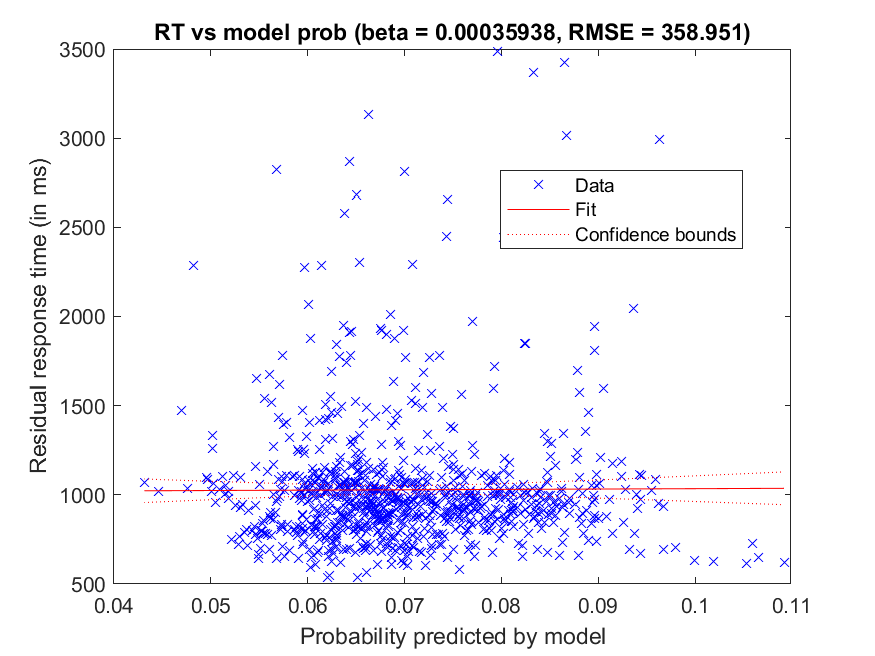 RT vs model prob (beta = 0.00035938, RMSE = 358.951)
3500
3000
2500
2000
1500
1000
500
Residual response time (in ms)
Data
Fit
Confidence bounds
0.04 0.05 0.06 0.07 0.08 0.09 0.1 0.11
Probability predicted by model